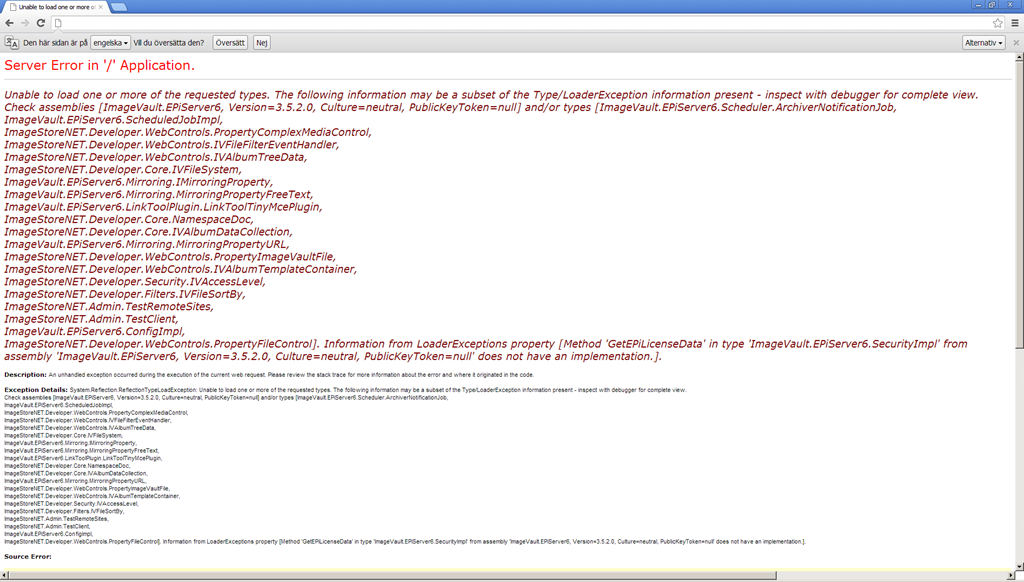 Unable to load one or more o
Den här sidan är på engelska Vill du översätta den? Översätt Nej Alternativ
Server Error in '/' Application.
Unable to load one or more of the requested types. The following information may be a subset of the Type/LoaderException information present - inspect with debugger for complete view.
Check assemblies [ImageVault.EPiServer6, Version=3.5.2.0, Culture=neutral, PublicKeyToken=null] and/or types [ImageVault.EPiServer6.Scheduler.ArchiverNotificationJob,
ImageVault.EPiServer6.ScheduledJobImpl,
ImageStoreNET.Developer.WebControls.PropertyComplexMediaControl,
ImageStoreNET.Developer.WebControls.IVFileFilterEventHandler,
ImageStoreNET.Developer.WebControls.IVAlbumTreeData,
ImageStoreNET.Developer.Core.IVFileSystem,
ImageVault.EPiServer6.Mirroring.IMirroringProperty,
ImageVault.EPiServer6.Mirroring.MirroringPropertyFreeText,
ImageVault.EPiServer6.LinkToolPlugin.LinkToolTinyMcePlugin,
ImageStoreNET.Developer.Core.NamespaceDoc,
ImageStoreNET.Developer.Core.IVAlbumDataCollection,
ImageVault.EPiServer6.Mirroring.MirroringPropertyURL,
ImageStoreNET.Developer.WebControls.PropertyImageVaultFile,
ImageStoreNET.Developer.WebControls.IVAlbumTemplateContainer,
ImageStoreNET.Developer.Security.IVAccessLevel,
ImageStoreNET.Developer.Filters.IVFileSortBy,
ImageStoreNET.Admin.TestRemoteSites,
ImageStoreNET.Admin.TestClient,
ImageVault.EPiServer6.ConfigImpl,
ImageStoreNET.Developer.WebControls.PropertyFileControl]. Information from LoaderExceptions property [Method 'GetEPiLicenseData' in type 'ImageVault.EPiServer6.SecurityImpl' from
assembly 'ImageVault.EPiServer6, Version=3.5.2.0, Culture=neutral, PublicKeyToken=null' does not have an implementation.].
Description: An unhandled exception occurred during the execution of the current web request. Please review the stack trace for more information about the error and where it originated in the code.
Exception Details: System.Reflection.ReflectionTypeLoadException: Unable to load one or more of the requested types. The following information may be a subset of the Type/LoaderException information present - inspect with debugger for complete view.
Check assemblies [ImageVault.EPiServer6, Version=3.5.2.0, Culture=neutral, PublicKeyToken=null] and/or types [ImageVault.EPiServer6.Scheduler.ArchiverNotificationJob,
ImageVault.EPiServer6.ScheduledJobImpl,
ImageStoreNET.Developer.WebControls.PropertyComplexMediaControl,
ImageStoreNET.Developer.WebControls.IVFileFilterEventHandler,
ImageStoreNET.Developer.WebControls.IVAlbumTreeData,
ImageStoreNET.Developer.Core.IVFileSystem,
ImageVault.EPiServer6.Mirroring.IMirroringProperty,
ImageVault.EPiServer6.Mirroring.MirroringPropertyFreeText,
ImageVault.EPiServer6.LinkToolPlugin.LinkToolTinyMcePlugin,
ImageStoreNET.Developer.Core.NamespaceDoc,
ImageStoreNET.Developer.Core.IVAlbumDataCollection,
ImageVault.EPiServer6.Mirroring.MirroringPropertyURL,
ImageStoreNET.Developer.WebControls.PropertyImageVaultFile,
ImageStoreNET.Developer.WebControls.IVAlbumTemplateContainer,
ImageStoreNET.Developer.Security.IVAccessLevel,
ImageStoreNET.Developer.Filters.IVFileSortBy,
ImageStoreNET.Admin.TestRemoteSites,
ImageStoreNET.Admin.TestClient,
ImageVault.EPiServer6.ConfigImpl,
ImageStoreNET.Developer.WebControls.PropertyFileControl]. Information from LoaderExceptions property [Method 'GetEPiLicenseData' in type 'ImageVault.EPiServer6.SecurityImpl' from assembly 'ImageVault.EPiServer6, Version=3.5.2.0, Culture=neutral, PublicKeyToken=null' does not have an implementation.].
Source Error: